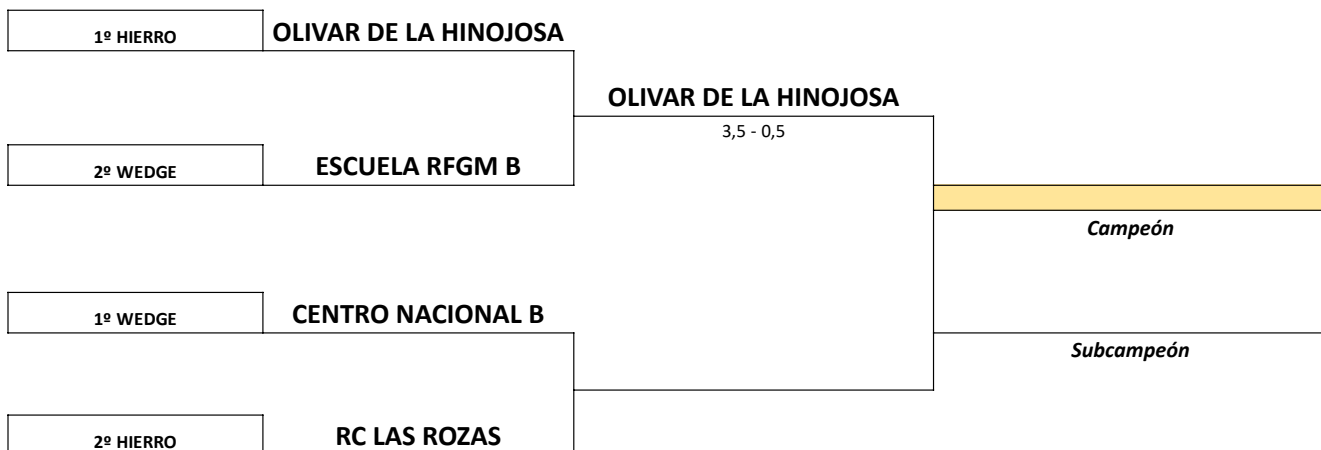 1º HIERRO OLIVAR DE LA HINOJOSA
OLIVAR DE LA HINOJOSA
3,5 - 0,5
2º WEDGE ESCUELA RFGM B
Campeón
1º WEDGE CENTRO NACIONAL B
Subcampeón
2º HIERRO RC LAS ROZAS